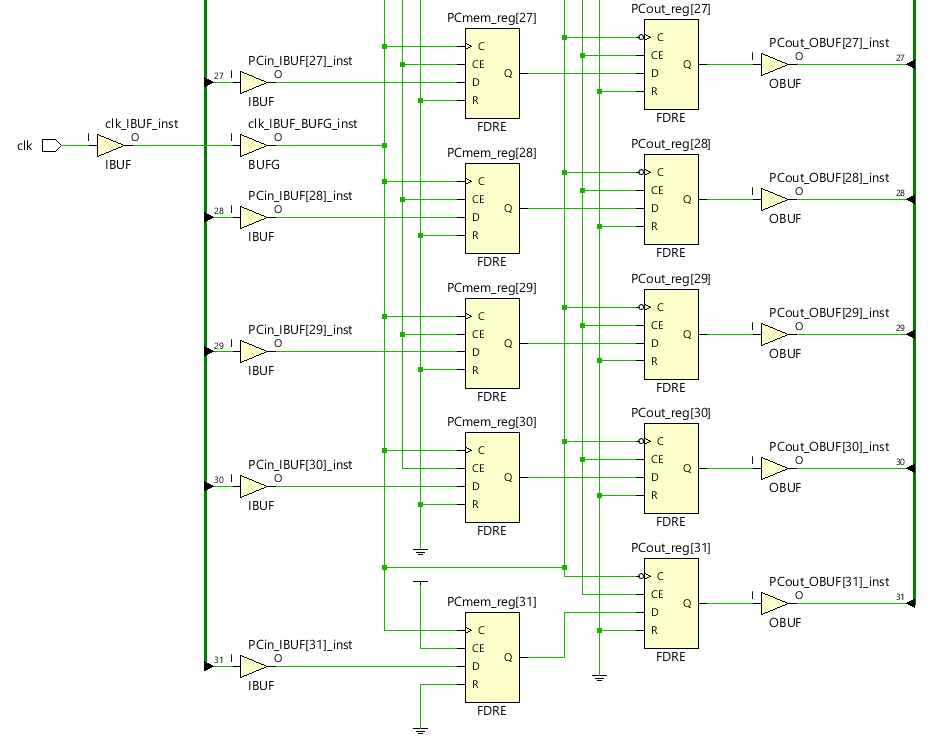 PCmem_reg[27]
PCout_reg[27]
PCin_IBUF[27]_inst
27 I O
IBUF
C
CE
D
R
Q
FDRE
C
CE
D
R
Q
FDRE
PCout_OBUF[27]_inst
I O 27
OBUF
clk
clk_IBUF_inst
I O
IBUF
clk_IBUF_BUFG_inst
I O
BUFG
PCmem_reg[28]
PCout_reg[28]
PCin_IBUF[28]_inst
28 I O
IBUF
C
CE
D
R
Q
FDRE
C
CE
D
R
Q
FDRE
PCout_OBUF[28]_inst
I O 28
OBUF
PCmem_reg[29]
PCout_reg[29]
PCin_IBUF[29]_inst
29 I O
IBUF
C
CE
D
R
Q
FDRE
C
CE
D
R
Q
FDRE
PCout_OBUF[29]_inst
I O 29
OBUF
PCmem_reg[30]
PCout_reg[30]
PCin_IBUF[30]_inst
30 I O
IBUF
C
CE
D
R
Q
FDRE
C
CE
D
R
Q
FDRE
PCout_OBUF[30]_inst
I O 30
OBUF
PCmem_reg[31]
PCout_reg[31]
PCin_IBUF[31]_inst
31 I O
IBUF
C
CE
D
R
Q
FDRE
C
CE
D
R
Q
FDRE
PCout_OBUF[31]_inst
I O 31
OBUF